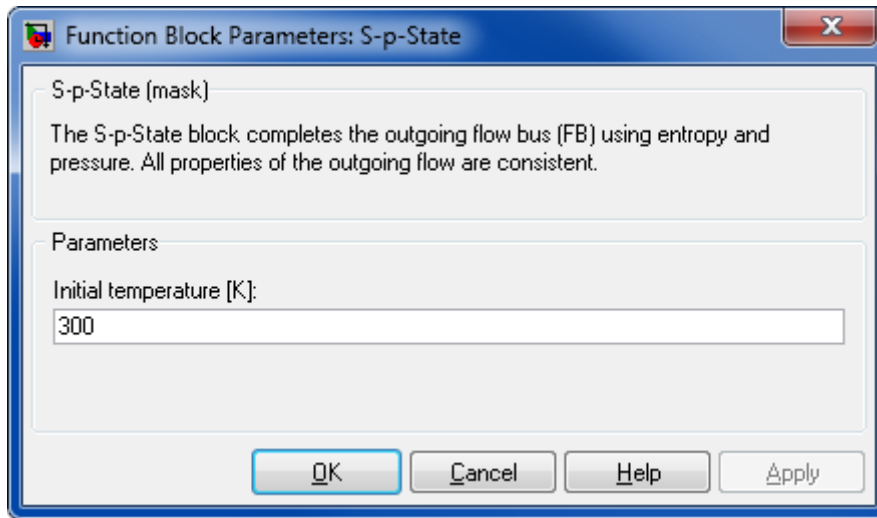 Function Block Parameters: S-p-State
S-p-State (mask)
The S-p-State block completes the outgoing flow bus (FB) using entropy and
pressure. All properties of the outgoing flow are consistent.
Parameters
Initial temperature [K]:
300
OK Cancel Help Apply